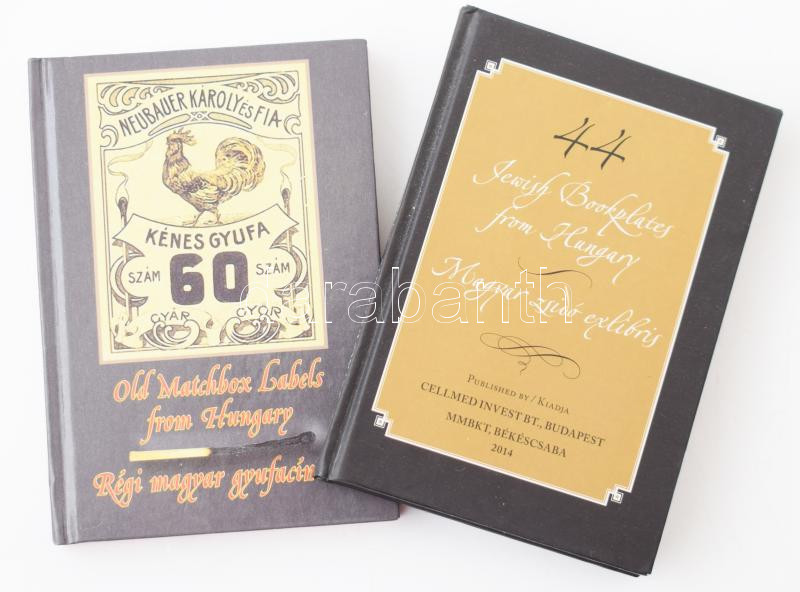 NEUBAUER KÁROLY ÉS FIA
KÉNES GYUFA
SZÁM 60 SZÁM
GYÁR GYŐR
Old Matchbox Labels
from Hungary
Régi magyar
44
Jewish Bookplates
from Hungary
Magyar zsidó exlibris
PUBLISHED BY / KIADJA
CELLMED INVEST BT., BUDAPEST
MMBKT, BÉKÉSCSABA
2014
darabanth